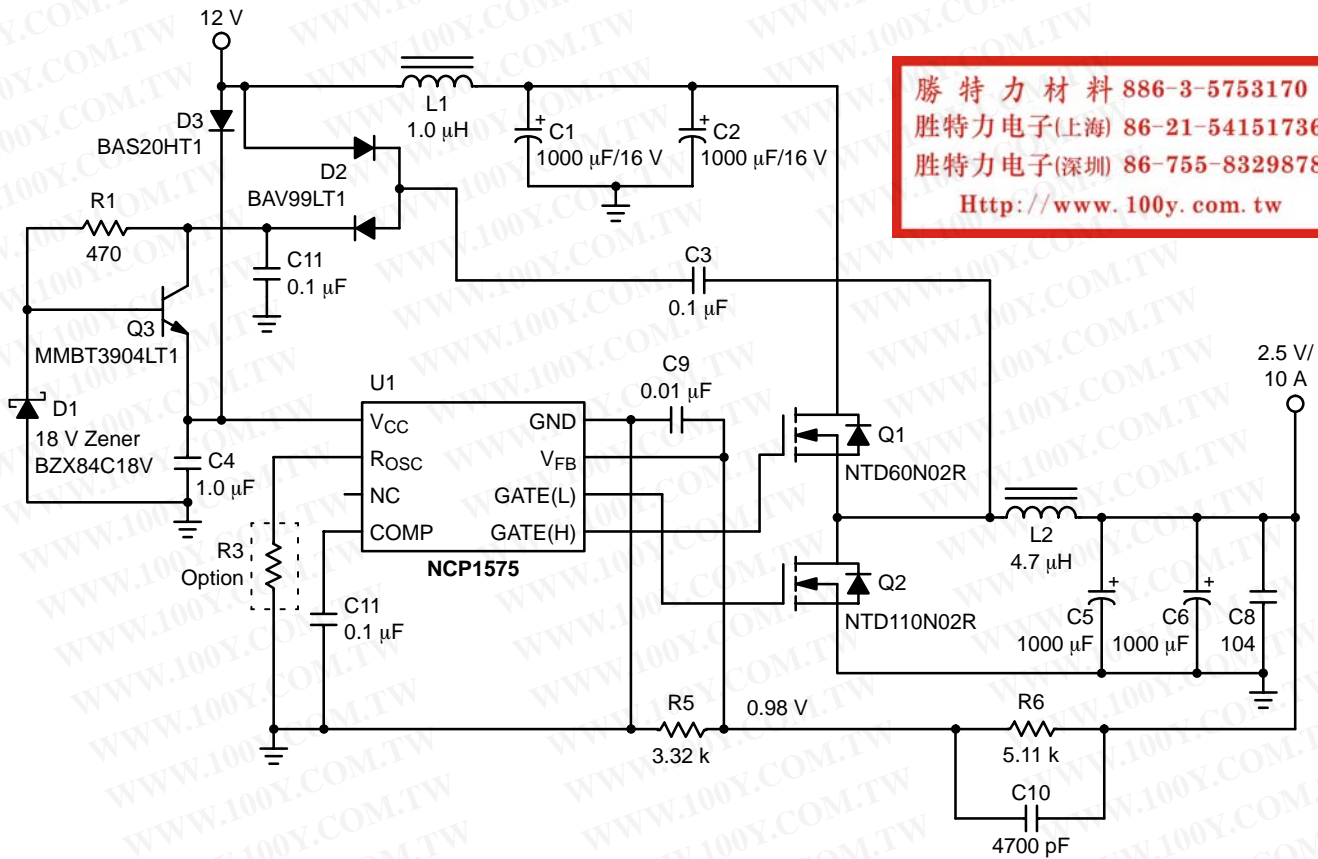 12 V
D3
BAS20HT1
L1
1.0 μH
+
C1
1000 μF/16 V
+
C2
1000 μF/16 V
勝特力材料 886-3-5753170
胜特力电子(上海) 86-21-54151736
胜特力电子(深圳) 86-755-8329878
Http://www.100y.com.tw
D2
BAV99LT1
R1
470
C11
0.1 μF
C3
0.1 μF
Q3
MMBT3904LT1
D1
18 V Zener
BZX84C18V
C4
1.0 μF
U1
VCC
ROSC
NC
COMP
GND
VFB
GATE(L)
GATE(H)
NCP1575
C9
0.01 μF
Q1
NTD60N02R
2.5 V/
10 A
L2
4.7 μH
Q2
NTD110N02R
R3
Option
C11
0.1 μF
+
C5
1000 μF
+
C6
1000 μF
C8
104
R5
3.32 k
0.98 V
R6
5.11 k
C10
4700 pF
WWW.100Y.COM.TW